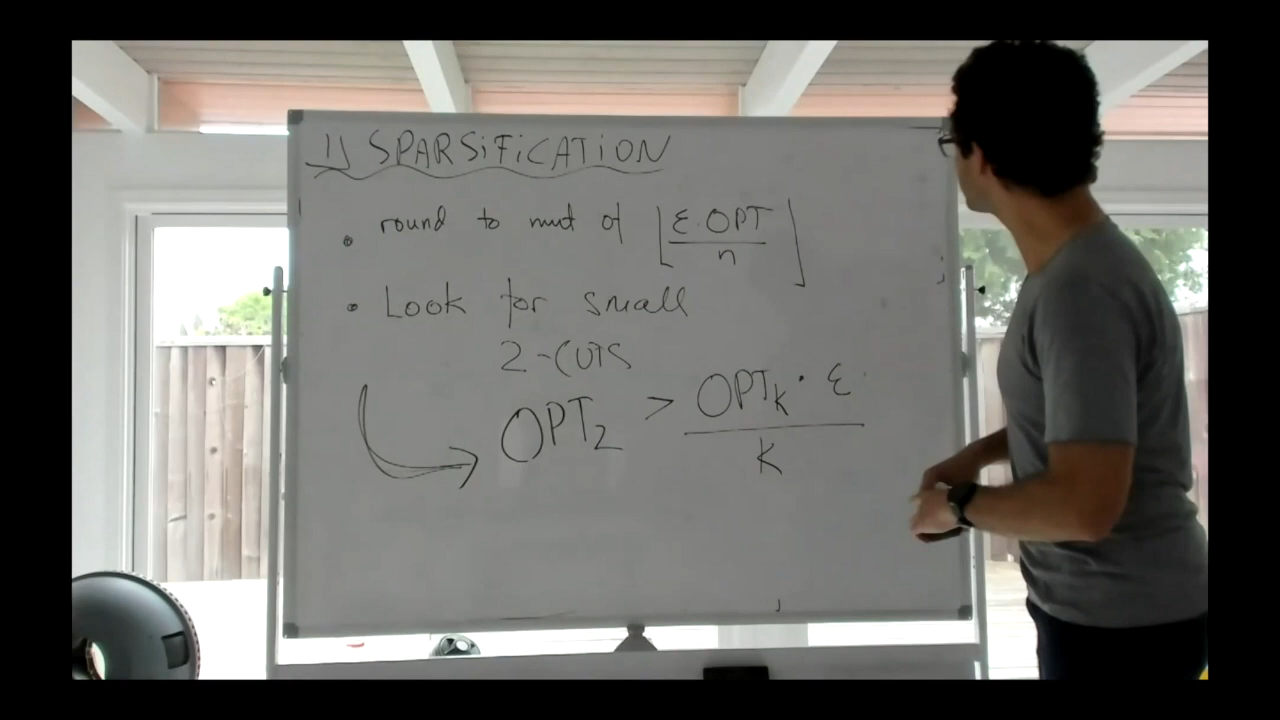 1) SPARSiFiCATiON
• round to mult of ⌊ε·OPT / n⌋
• Look for small
2-CUTS
OPT₂ > OPTₖ · ε / k